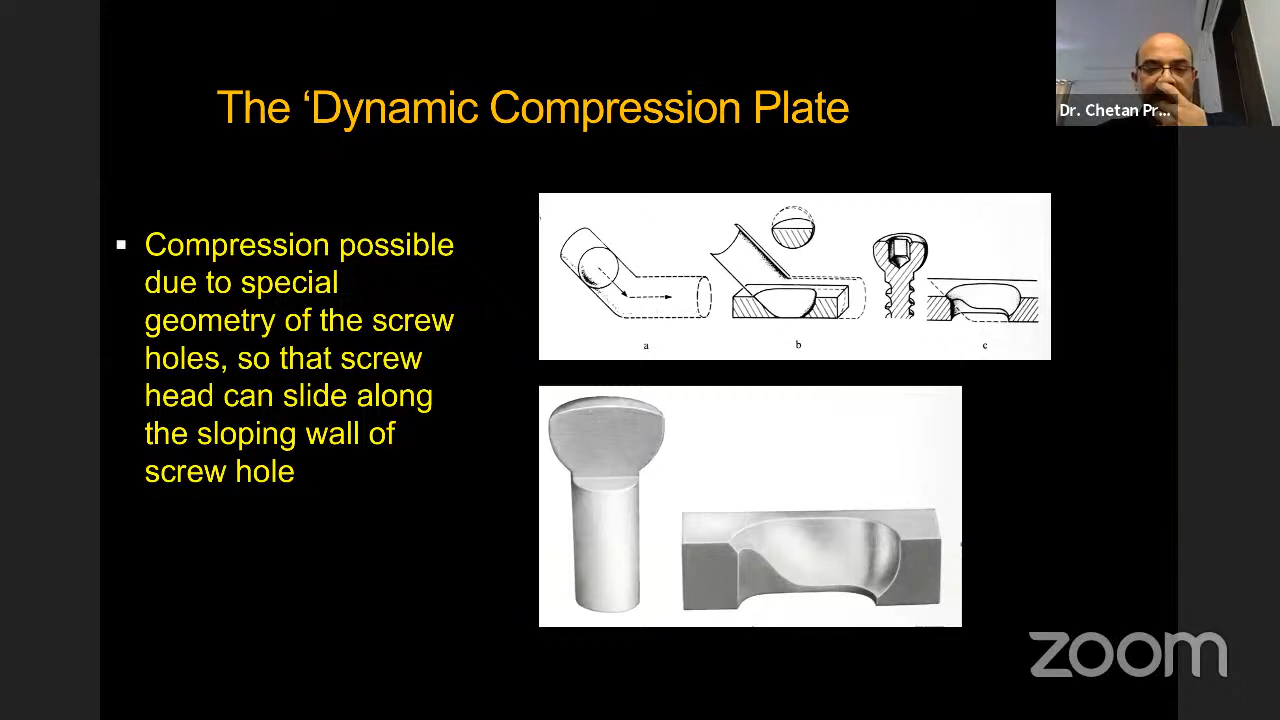 The ‘Dynamic Compression Plate
Dr. Chetan Pr...
▪ Compression possible
due to special
geometry of the screw
holes, so that screw
head can slide along
the sloping wall of
screw hole
a b c
zoom